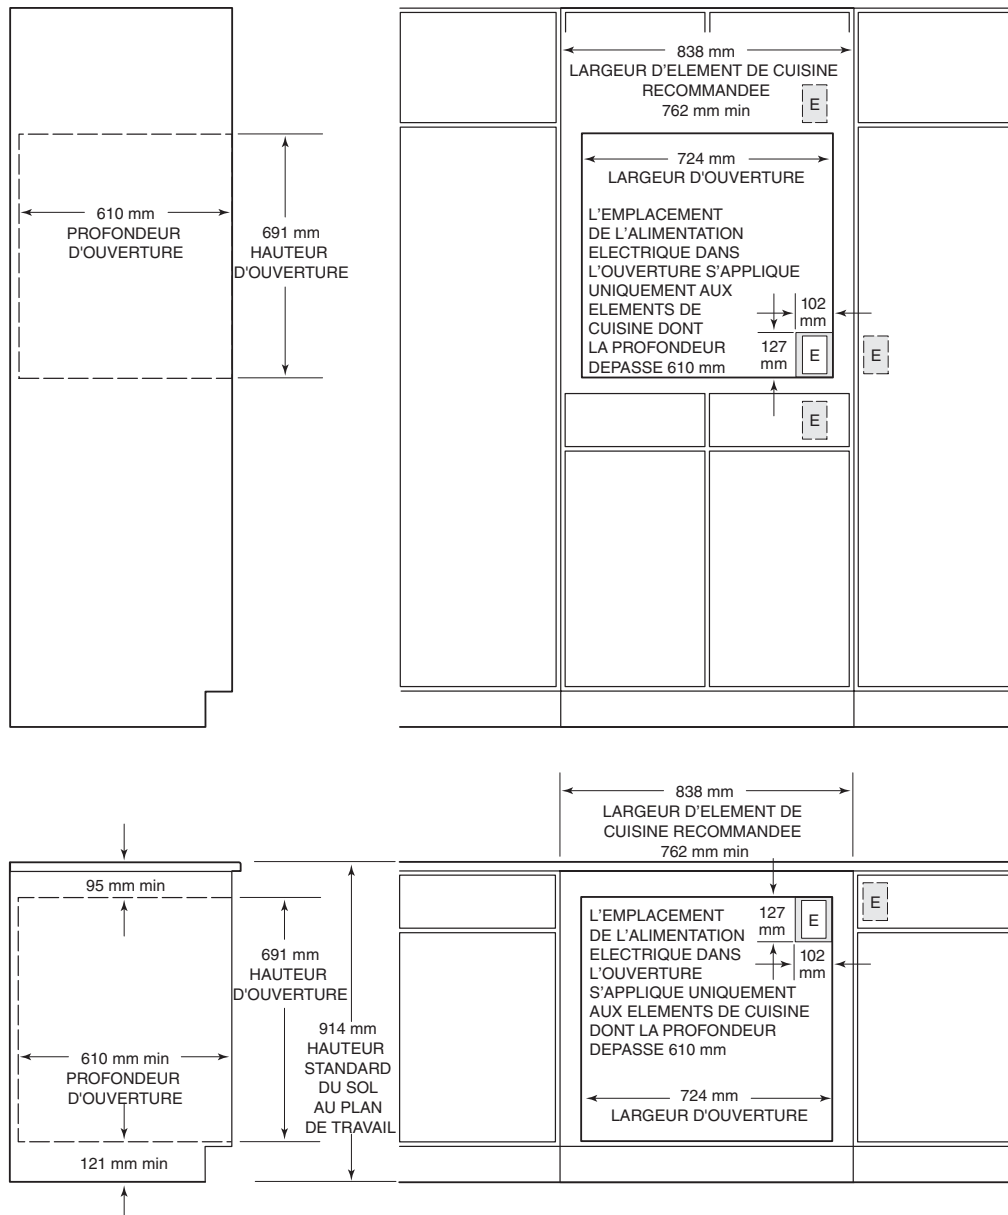 838 mm
LARGEUR D'ELEMENT DE CUISINE
RECOMMANDEE
762 mm min
E
724 mm
LARGEUR D'OUVERTURE
610 mm
PROFONDEUR
D'OUVERTURE
691 mm
HAUTEUR
D'OUVERTURE
L'EMPLACEMENT
DE L'ALIMENTATION
ELECTRIQUE DANS
L'OUVERTURE S'APPLIQUE
UNIQUEMENT AUX
ELEMENTS DE
CUISINE DONT
LA PROFONDEUR
DEPASSE 610 mm
102
mm
127
mm
E
E
E
838 mm
LARGEUR D'ELEMENT DE
CUISINE RECOMMANDEE
762 mm min
95 mm min
691 mm
HAUTEUR
D'OUVERTURE
610 mm min
PROFONDEUR
D'OUVERTURE
121 mm min
914 mm
HAUTEUR
STANDARD
DU SOL
AU PLAN
DE TRAVAIL
L'EMPLACEMENT
DE L'ALIMENTATION
ELECTRIQUE DANS
L'OUVERTURE
S'APPLIQUE UNIQUEMENT
AUX ELEMENTS DE CUISINE
DONT LA PROFONDEUR
DEPASSE 610 mm
127
mm
E
102
mm
E
724 mm
LARGEUR D'OUVERTURE